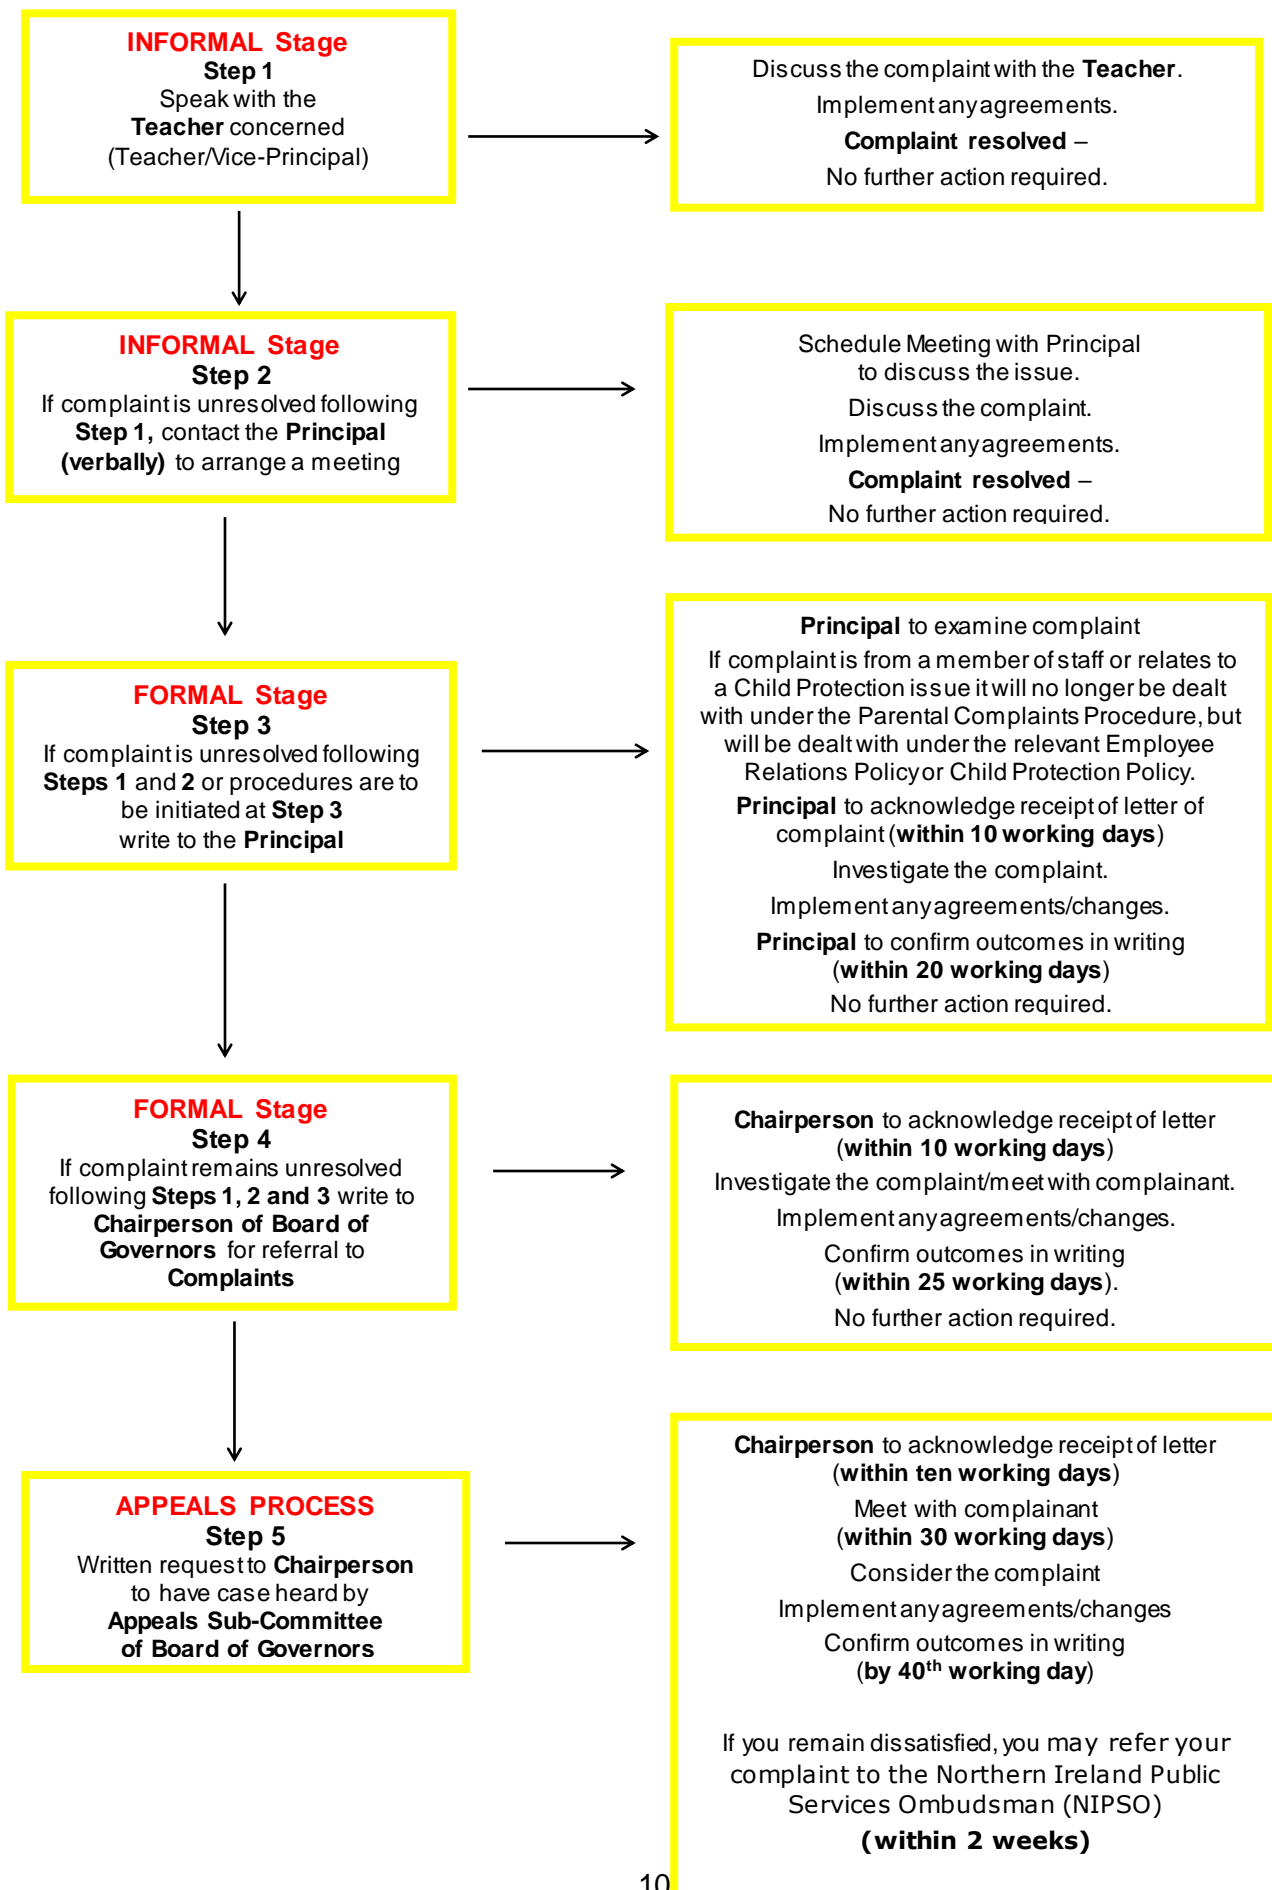 INFORMAL Stage
Step 1
Speak with the
Teacher concerned
(Teacher/Vice-Principal)
Discuss the complaint with the Teacher.
Implement any agreements.
Complaint resolved –
No further action required.
INFORMAL Stage
Step 2
If complaint is unresolved following
Step 1, contact the Principal
(verbally) to arrange a meeting
Schedule Meeting with Principal
to discuss the issue.
Discuss the complaint.
Implement any agreements.
Complaint resolved –
No further action required.
FORMAL Stage
Step 3
If complaint is unresolved following
Steps 1 and 2 or procedures are to
be initiated at Step 3
write to the Principal
Principal to examine complaint
If complaint is from a member of staff or relates to
a Child Protection issue it will no longer be dealt
with under the Parental Complaints Procedure, but
will be dealt with under the relevant Employee
Relations Policy or Child Protection Policy.
Principal to acknowledge receipt of letter of
complaint (within 10 working days)
Investigate the complaint.
Implement any agreements/changes.
Principal to confirm outcomes in writing
(within 20 working days)
No further action required.
FORMAL Stage
Step 4
If complaint remains unresolved
following Steps 1, 2 and 3 write to
Chairperson of Board of
Governors for referral to
Complaints
Chairperson to acknowledge receipt of letter
(within 10 working days)
Investigate the complaint/meet with complainant.
Implement any agreements/changes.
Confirm outcomes in writing
(within 25 working days).
No further action required.
APPEALS PROCESS
Step 5
Written request to Chairperson
to have case heard by
Appeals Sub-Committee
of Board of Governors
Chairperson to acknowledge receipt of letter
(within ten working days)
Meet with complainant
(within 30 working days)
Consider the complaint
Implement any agreements/changes
Confirm outcomes in writing
(by 40th working day)
If you remain dissatisfied, you may refer your
complaint to the Northern Ireland Public
Services Ombudsman (NIPSO)
(within 2 weeks)
10